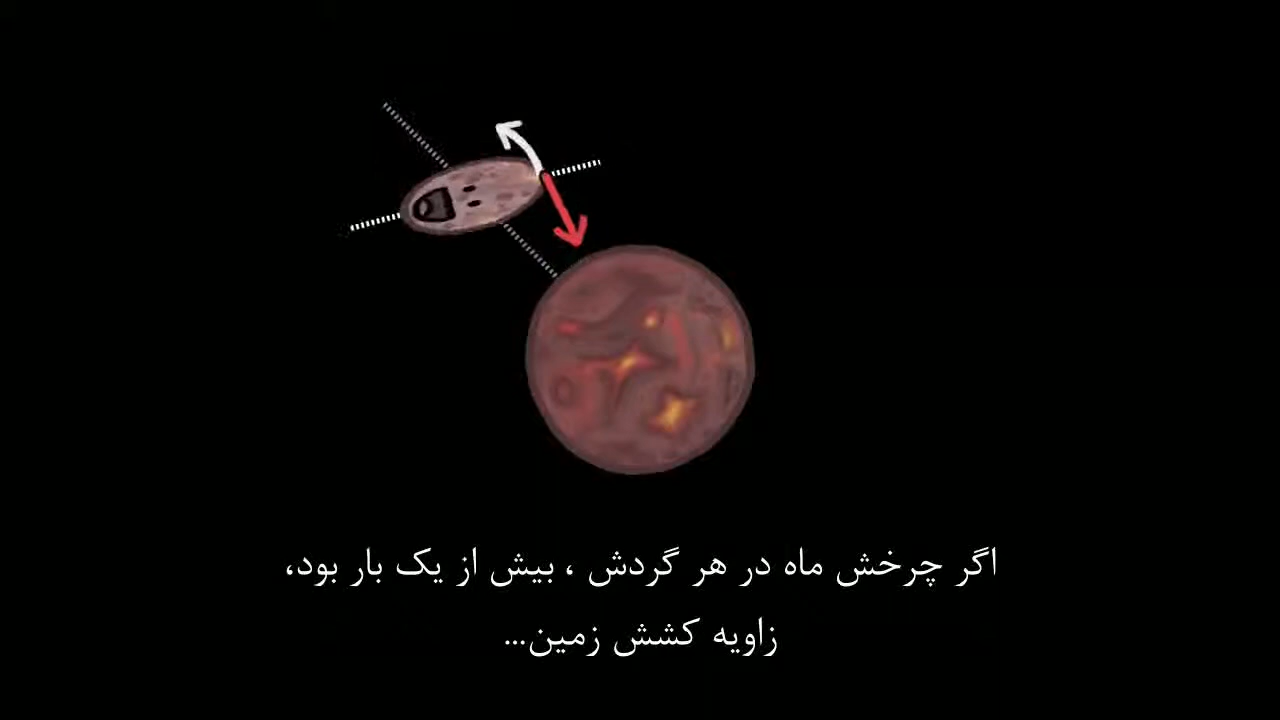 اگر چرخش ماه در هر گردش ، بیش از یک بار بود،
زاویه کشش زمین...